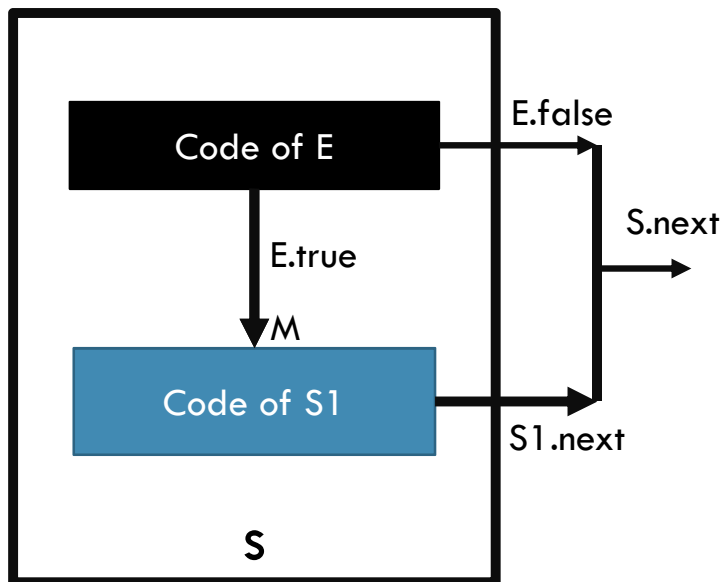 E.false
Code of E
S.next
E.true
M
Code of S1
S1.next
S